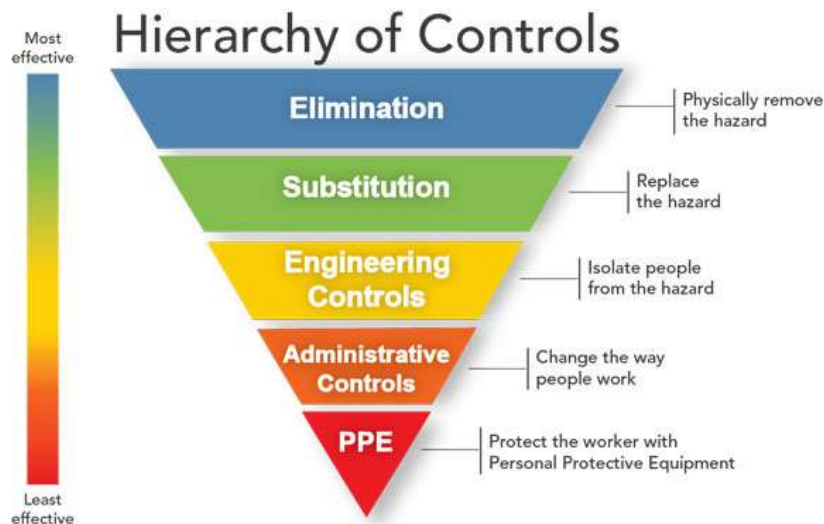 Hierarchy of Controls
Most
effective
Elimination
Physically remove
the hazard
Substitution
Replace
the hazard
Engineering
Controls
Isolate people
from the hazard
Administrative
Controls
Change the way
people work
PPE
Protect the worker with
Personal Protective Equipment
Least
effective